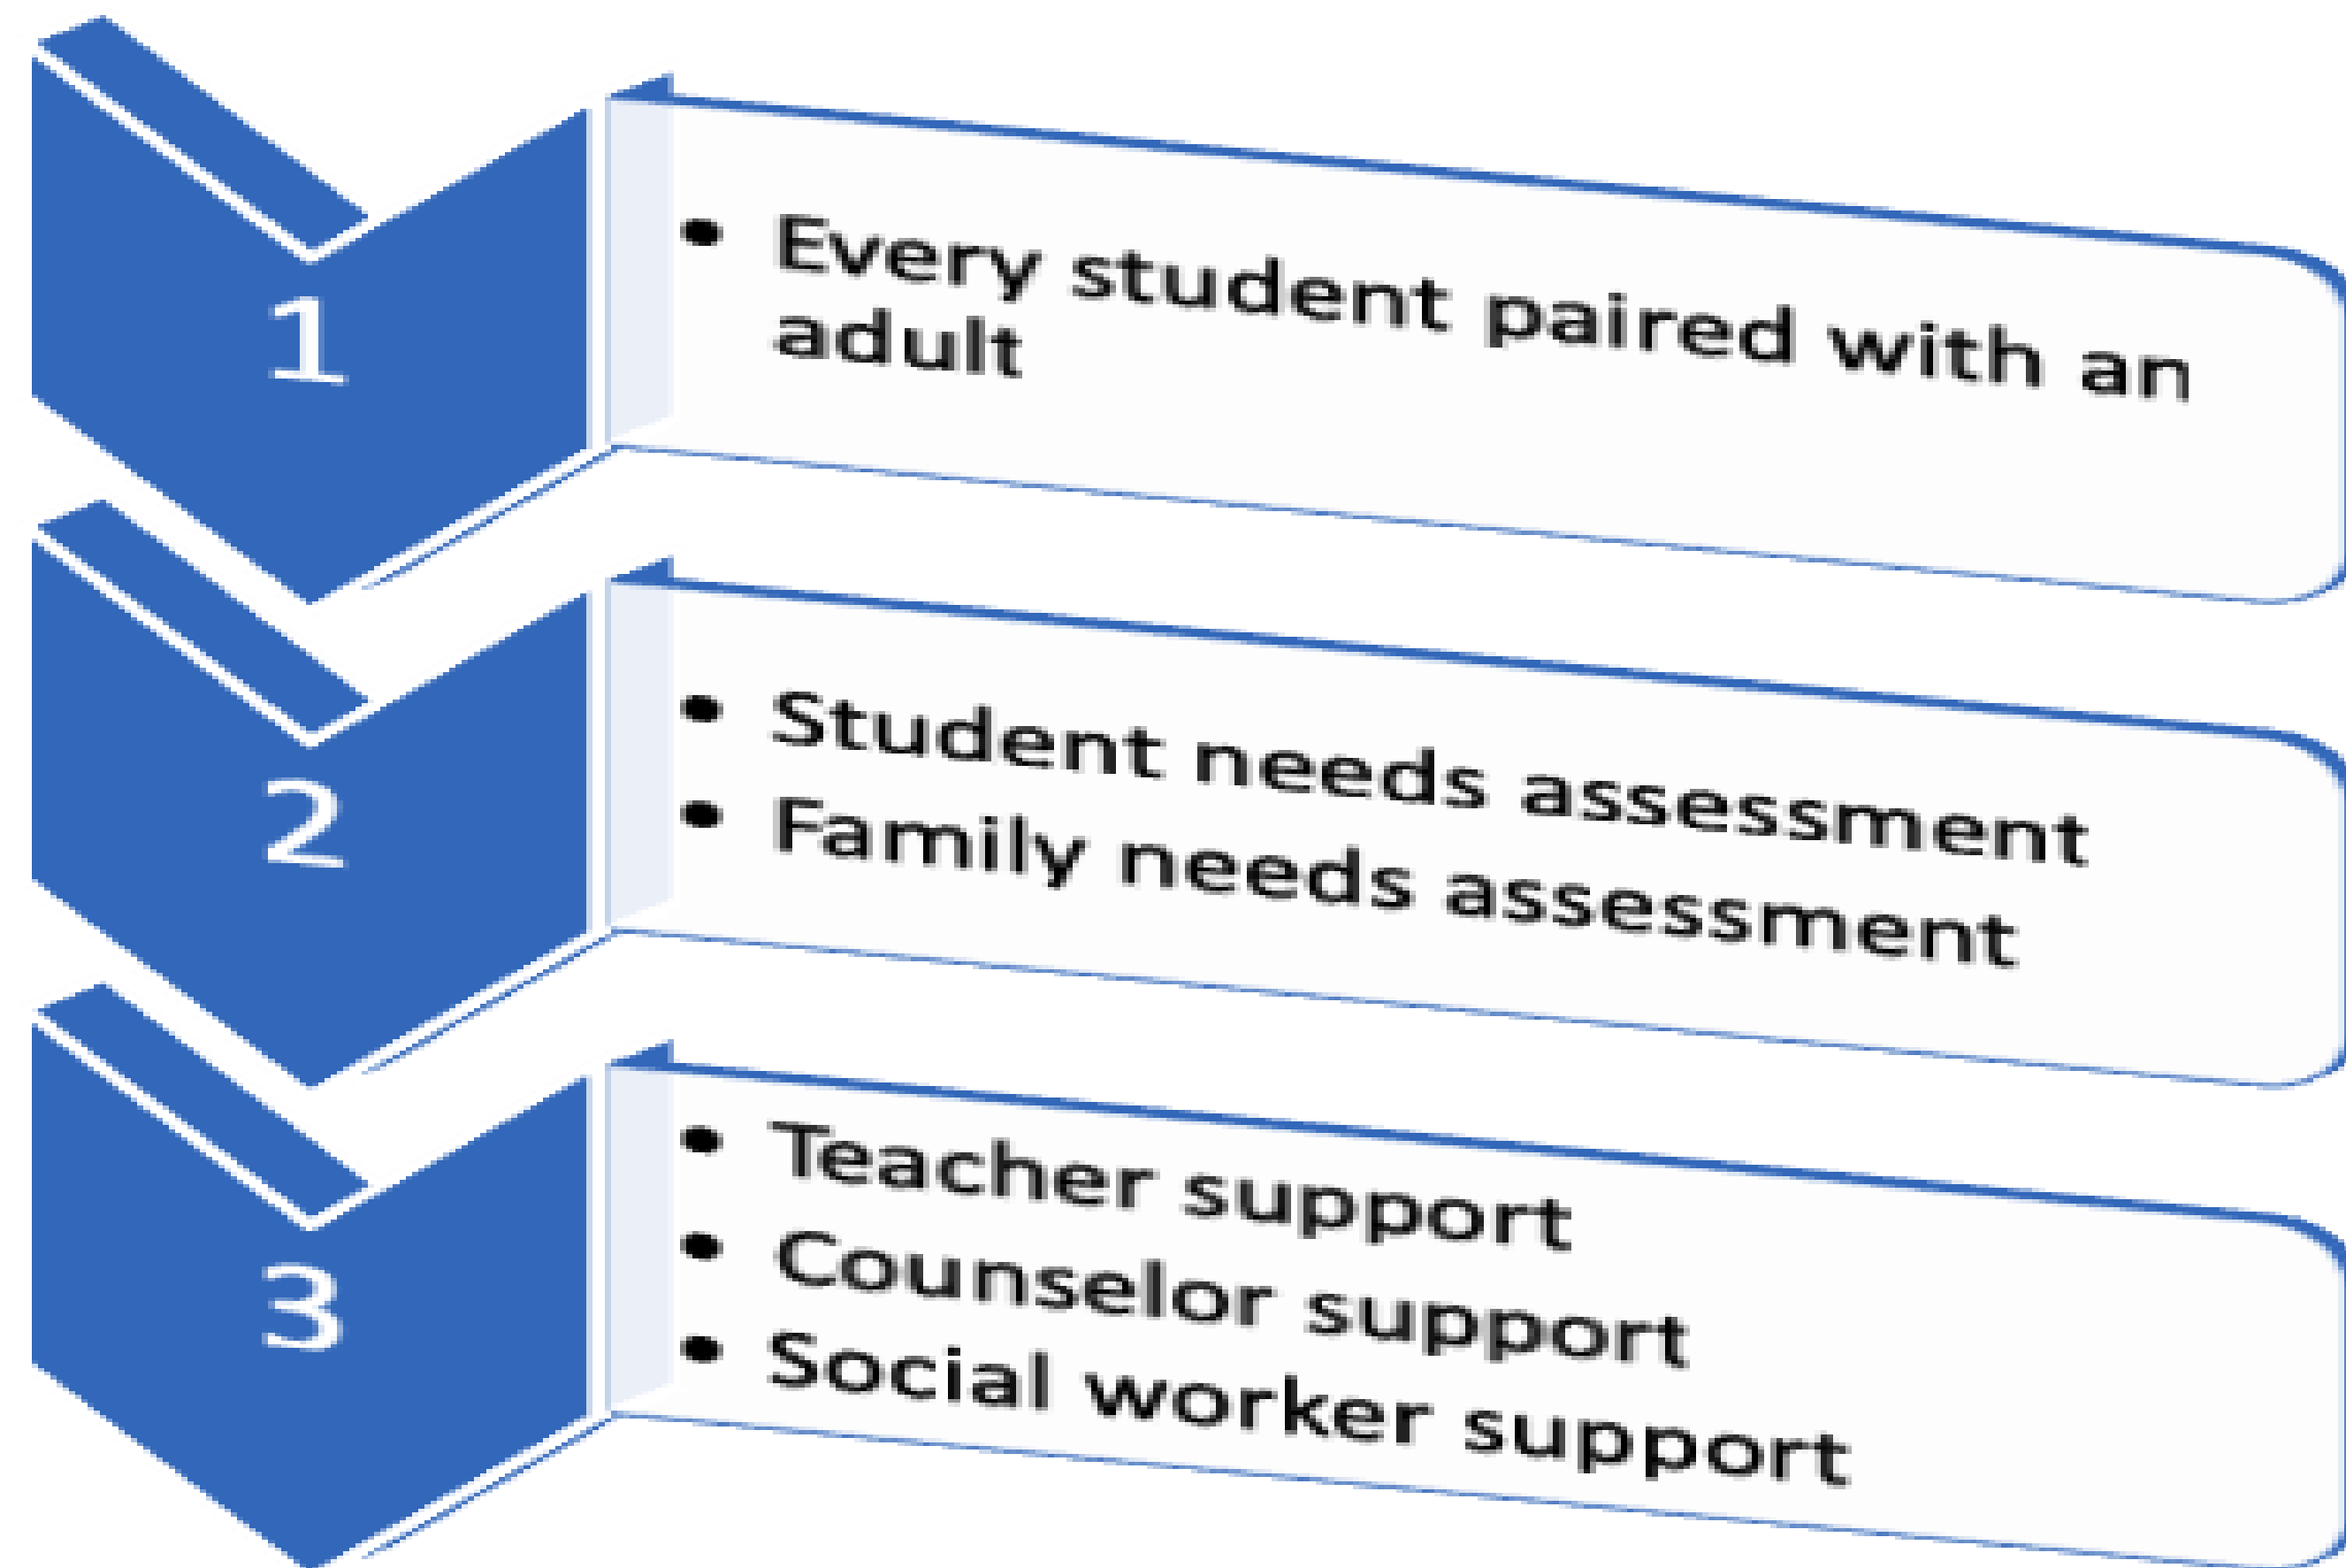 1
• Every student paired with an
adult
2
• Student needs assessment
• Family needs assessment
3
• Teacher support
• Counselor support
• Social worker support